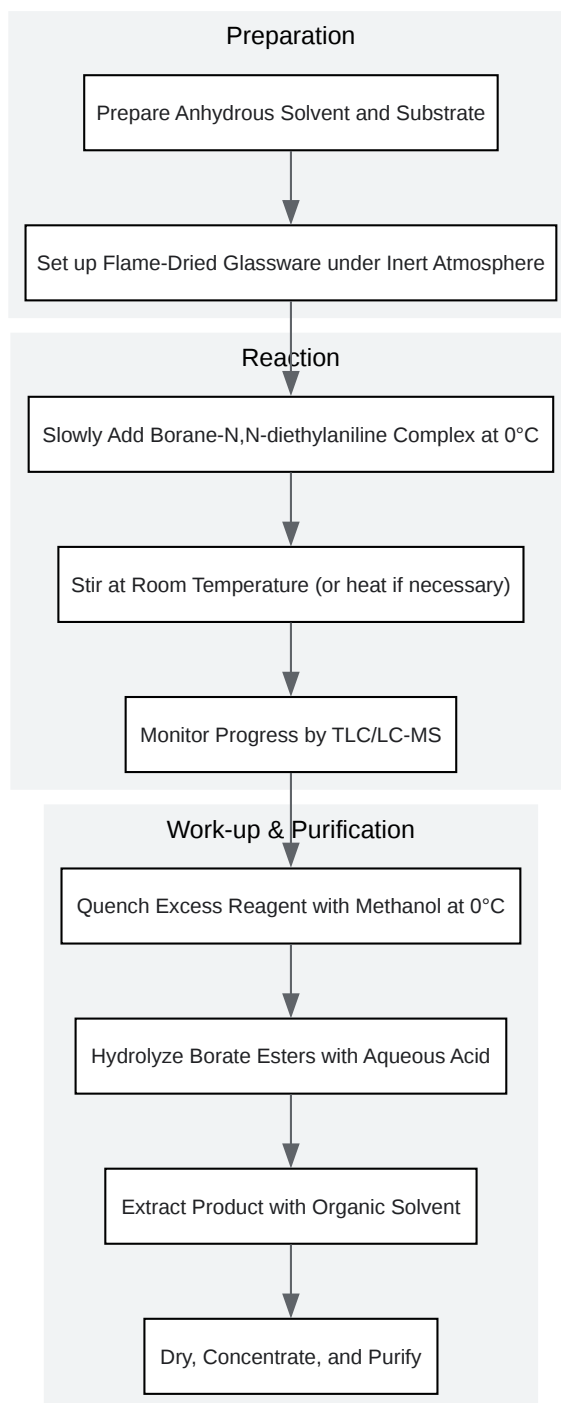 Preparation
Prepare Anhydrous Solvent and Substrate
Set up Flame-Dried Glassware under Inert Atmosphere
Reaction
Slowly Add Borane-N,N-diethylaniline Complex at 0°C
Stir at Room Temperature (or heat if necessary)
Monitor Progress by TLC/LC-MS
Work-up & Purification
Quench Excess Reagent with Methanol at 0°C
Hydrolyze Borate Esters with Aqueous Acid
Extract Product with Organic Solvent
Dry, Concentrate, and Purify